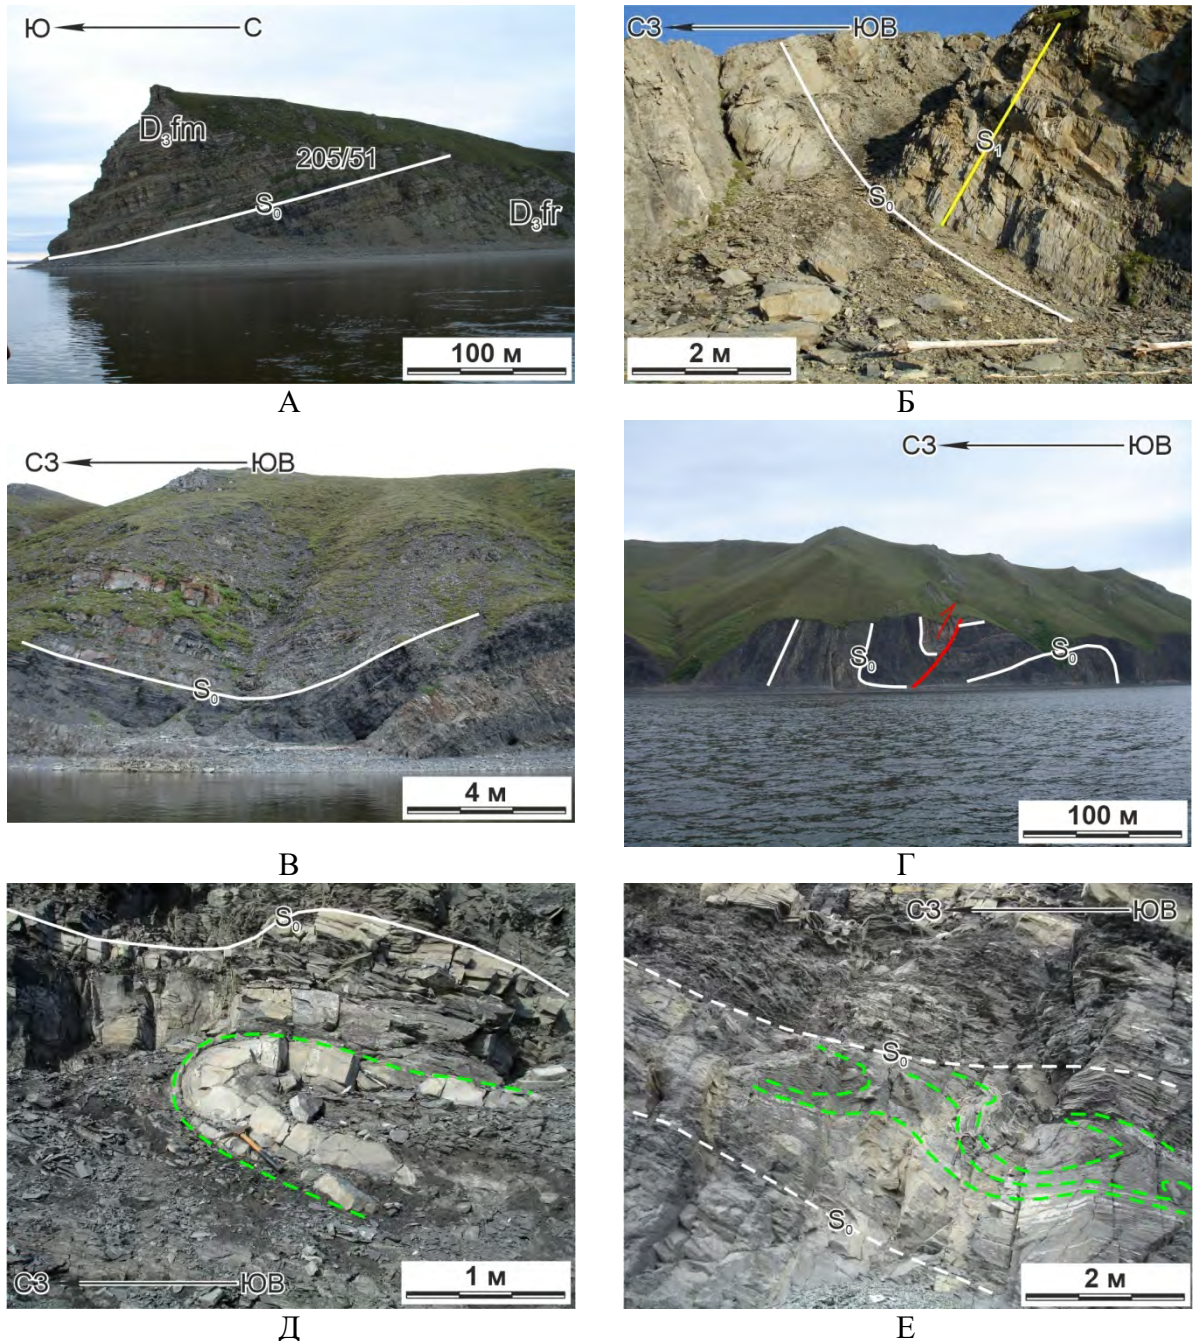 Ю С
D₃fm
205/51
S₀
D₃fr
100 м
А
СЗ ЮВ
S₁
S₀
2 м
Б
СЗ ЮВ
S₀
4 м
В
СЗ ЮВ
S₀
S₀
100 м
Г
S₀
СЗ ЮВ
1 м
Д
СЗ ЮВ
S₀
S₀
2 м
Е